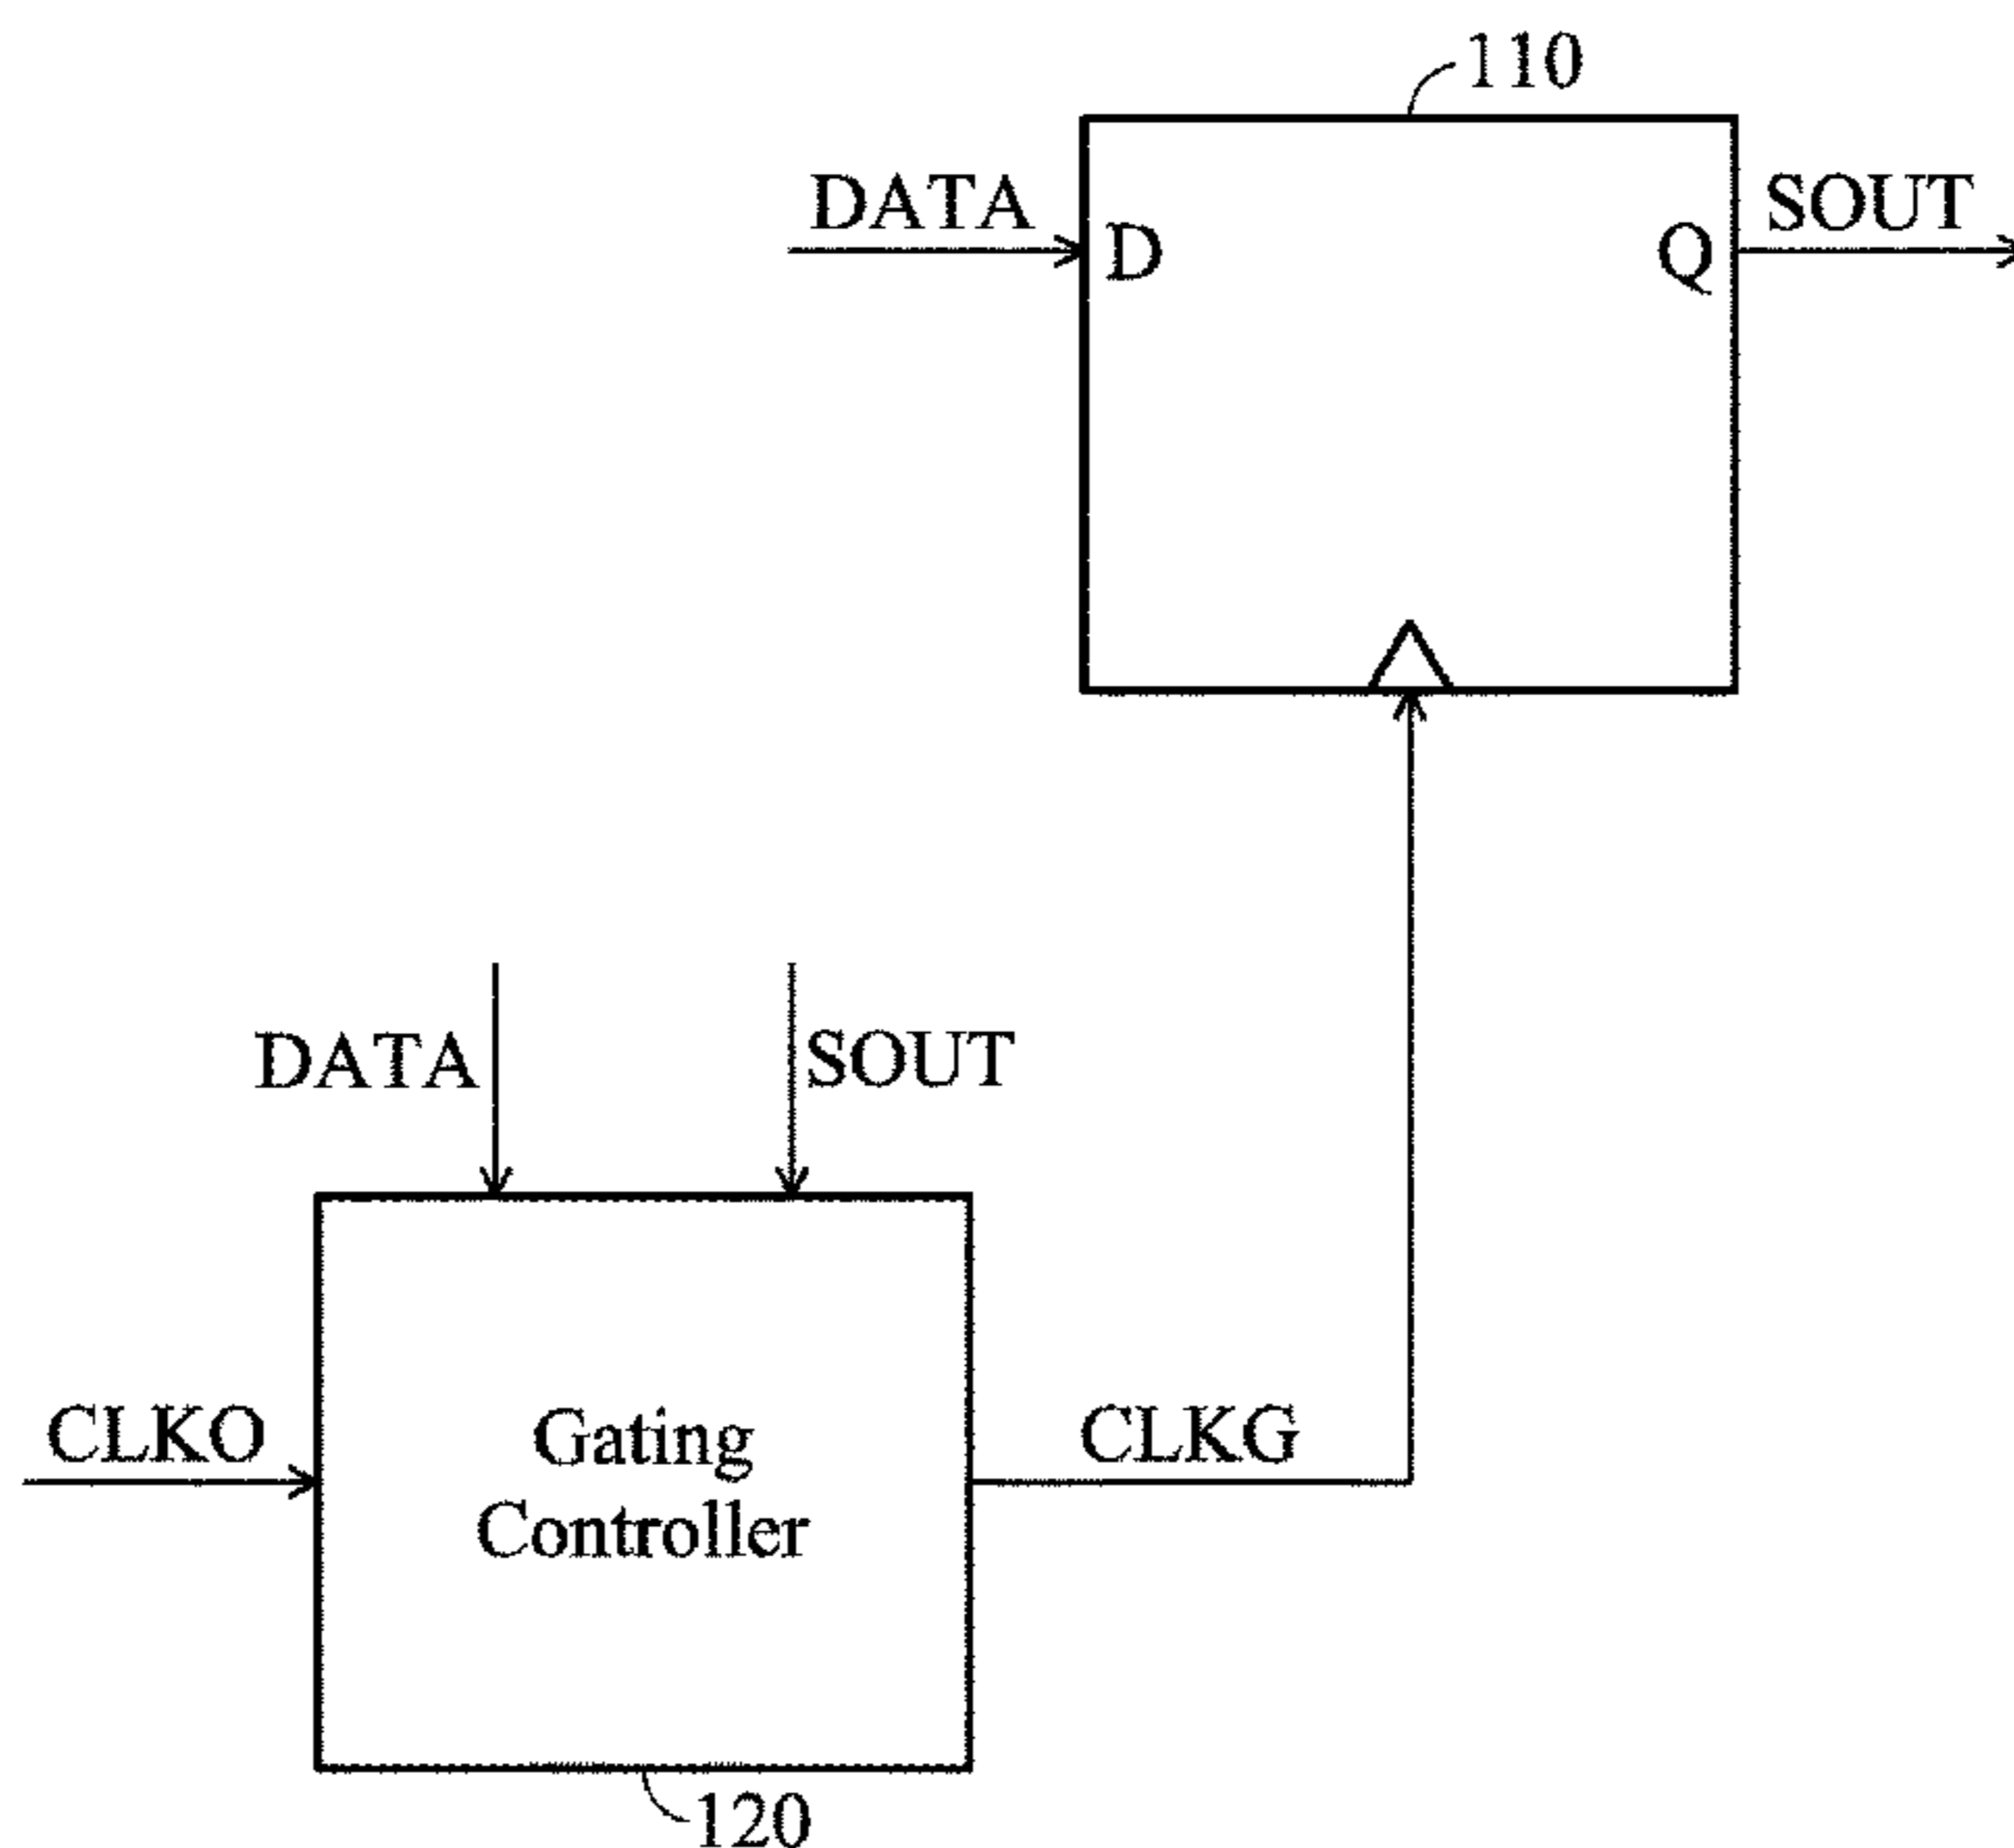 110
DATA
SOUT
D
Q
DATA
SOUT
CLKO
Gating
Controller
CLKG
120